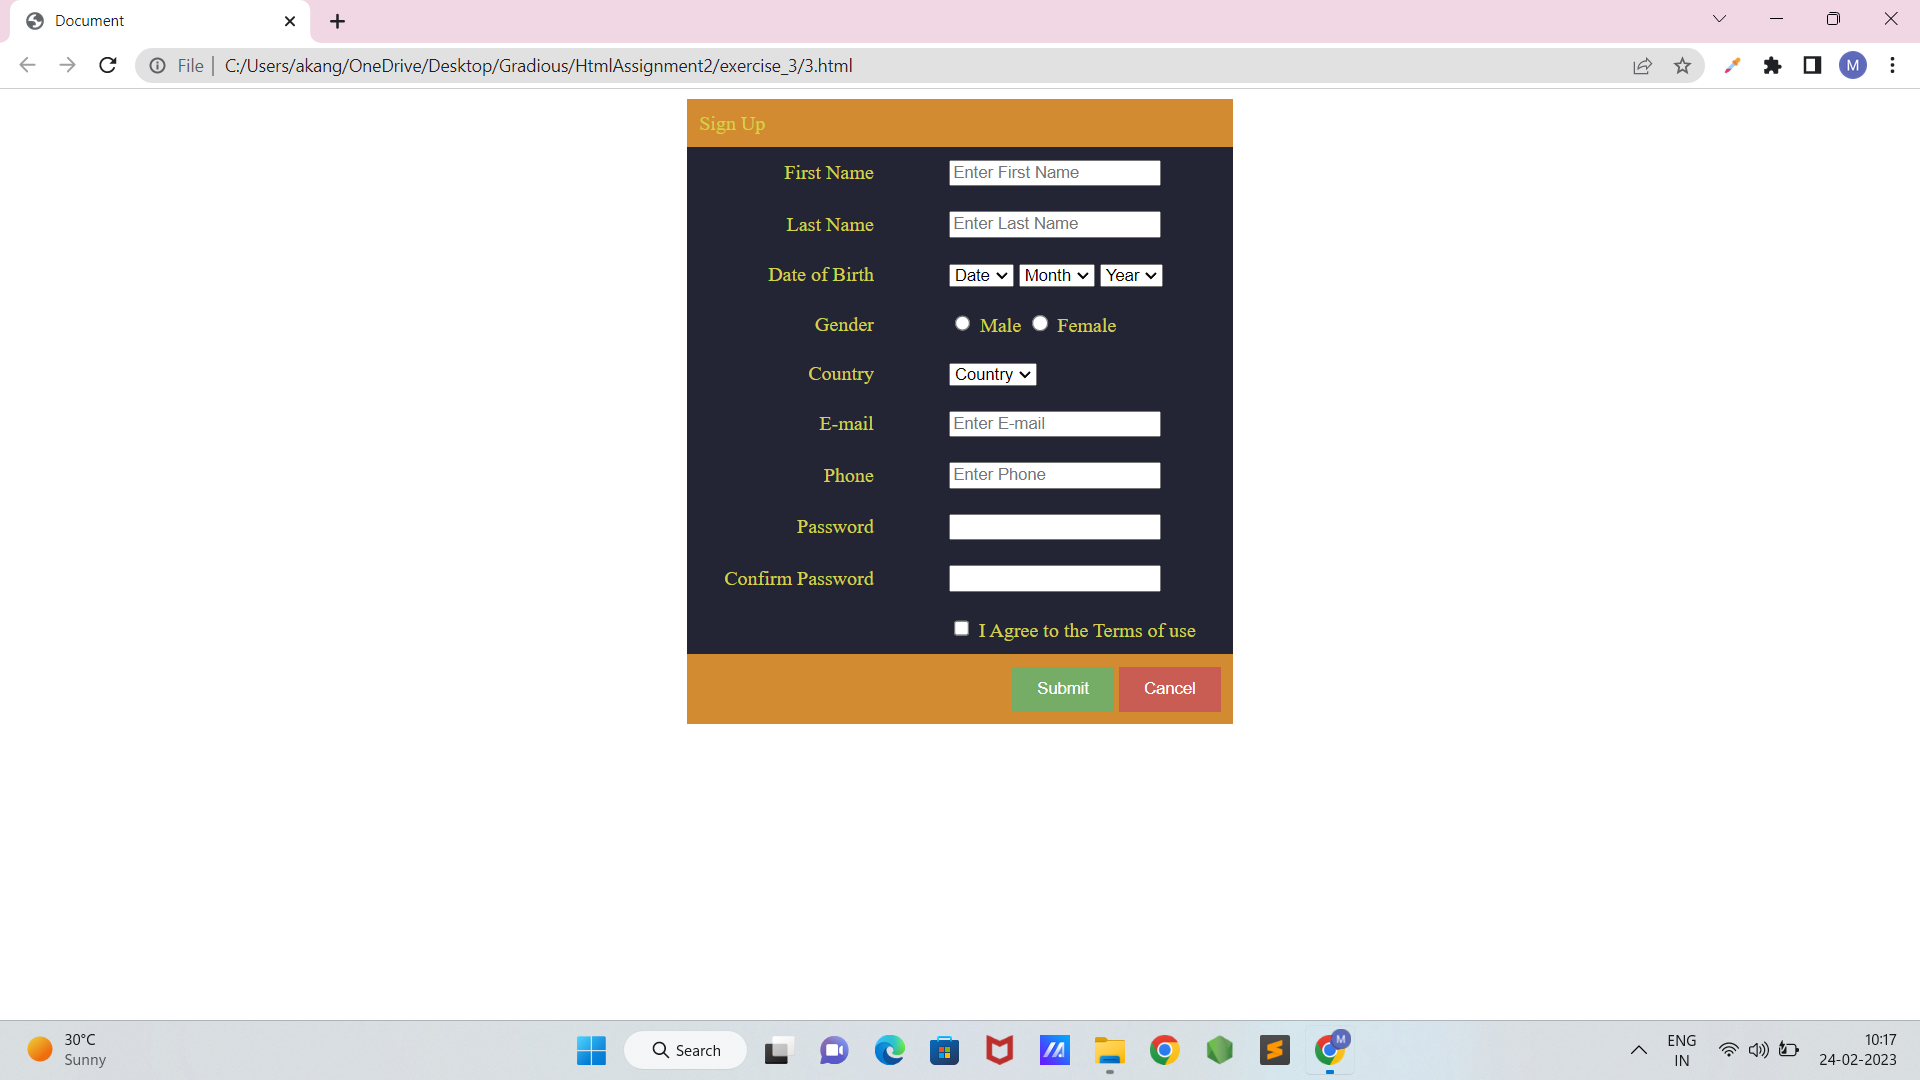 Document
File | C:/Users/akang/OneDrive/Desktop/Gradious/HtmlAssignment2/exercise_3/3.html
M
Sign Up
First Name Enter First Name
Last Name Enter Last Name
Date of Birth Date Month Year
Gender Male Female
Country Country
E-mail Enter E-mail
Phone Enter Phone
Password
Confirm Password
I Agree to the Terms of use
Submit Cancel
30°C
Sunny
Search
M
ENG
IN
10:17
24-02-2023